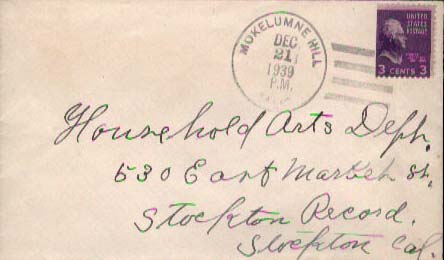 MOKELUMNE HILL
DEC
21
1939
P.M.
UNITED
STATES
POSTAGE
3 CENTS 3
Household Arts Deph.
530 East Market St.
Stockton Record.
Stockton Cal.